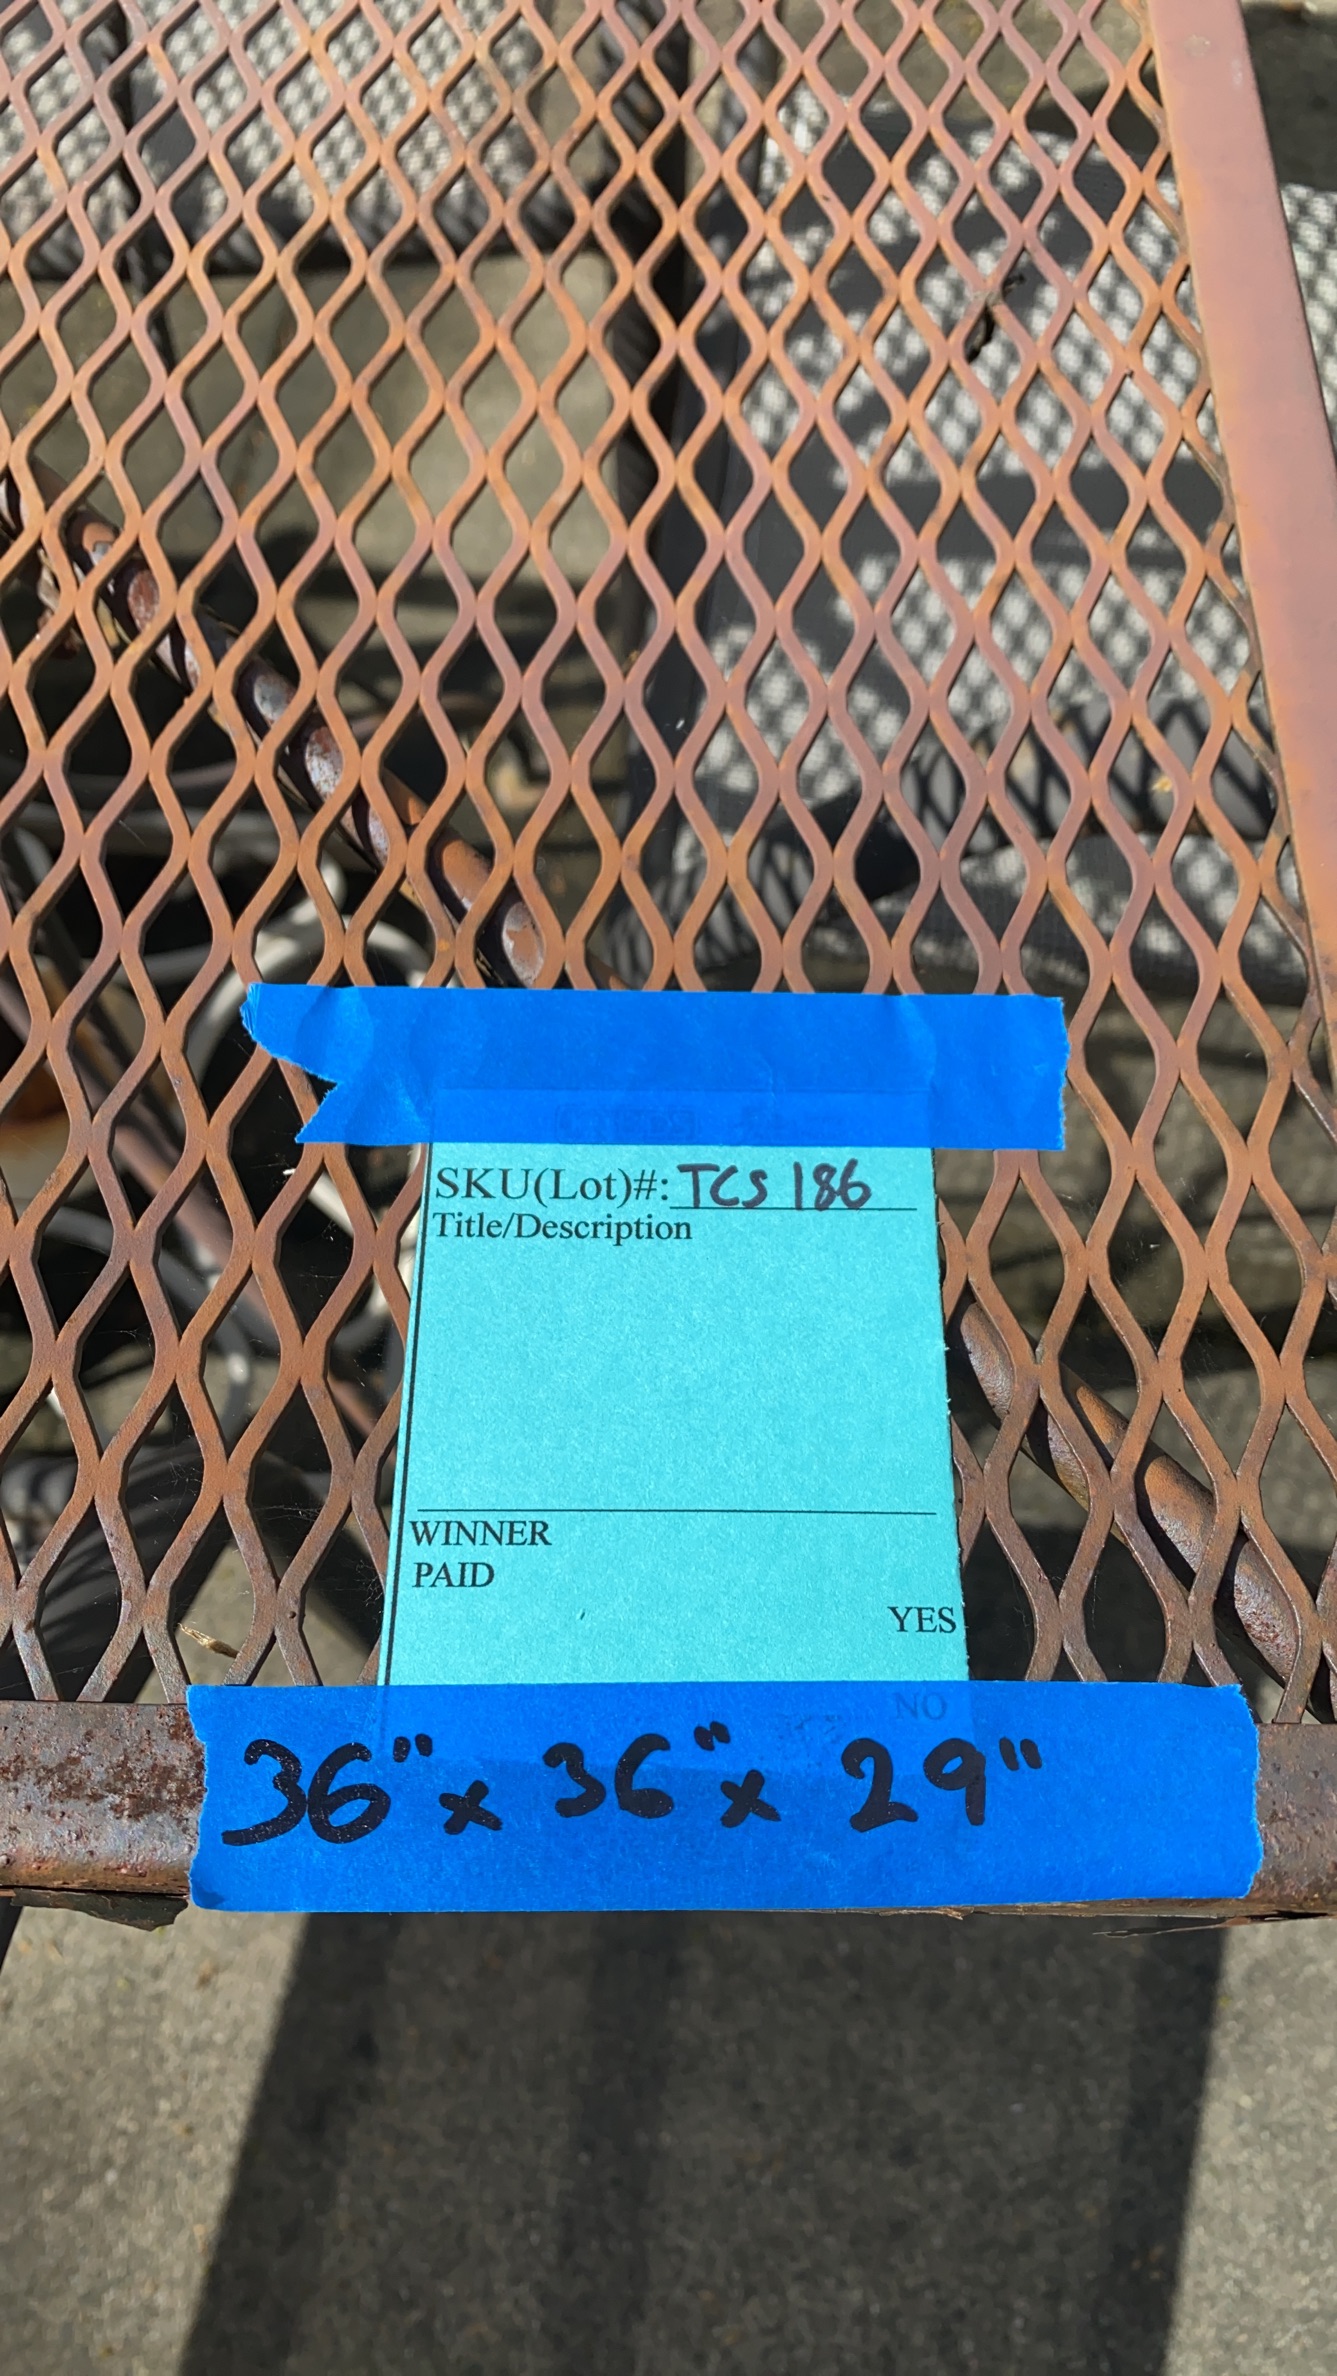 SKU(Lot)#: TCS 186
Title/Description
WINNER
PAID
YES
NO
36" x 36" x 29"